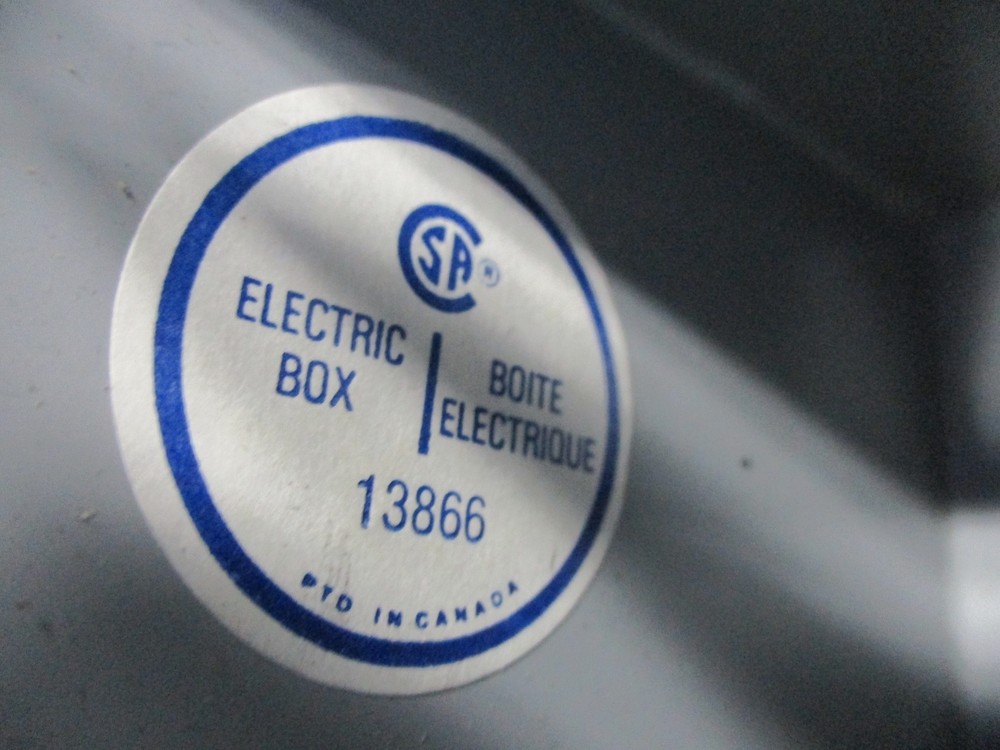 CSA®
ELECTRIC
BOX
BOITE
ELECTRIQUE
13866
PTD IN CANADA